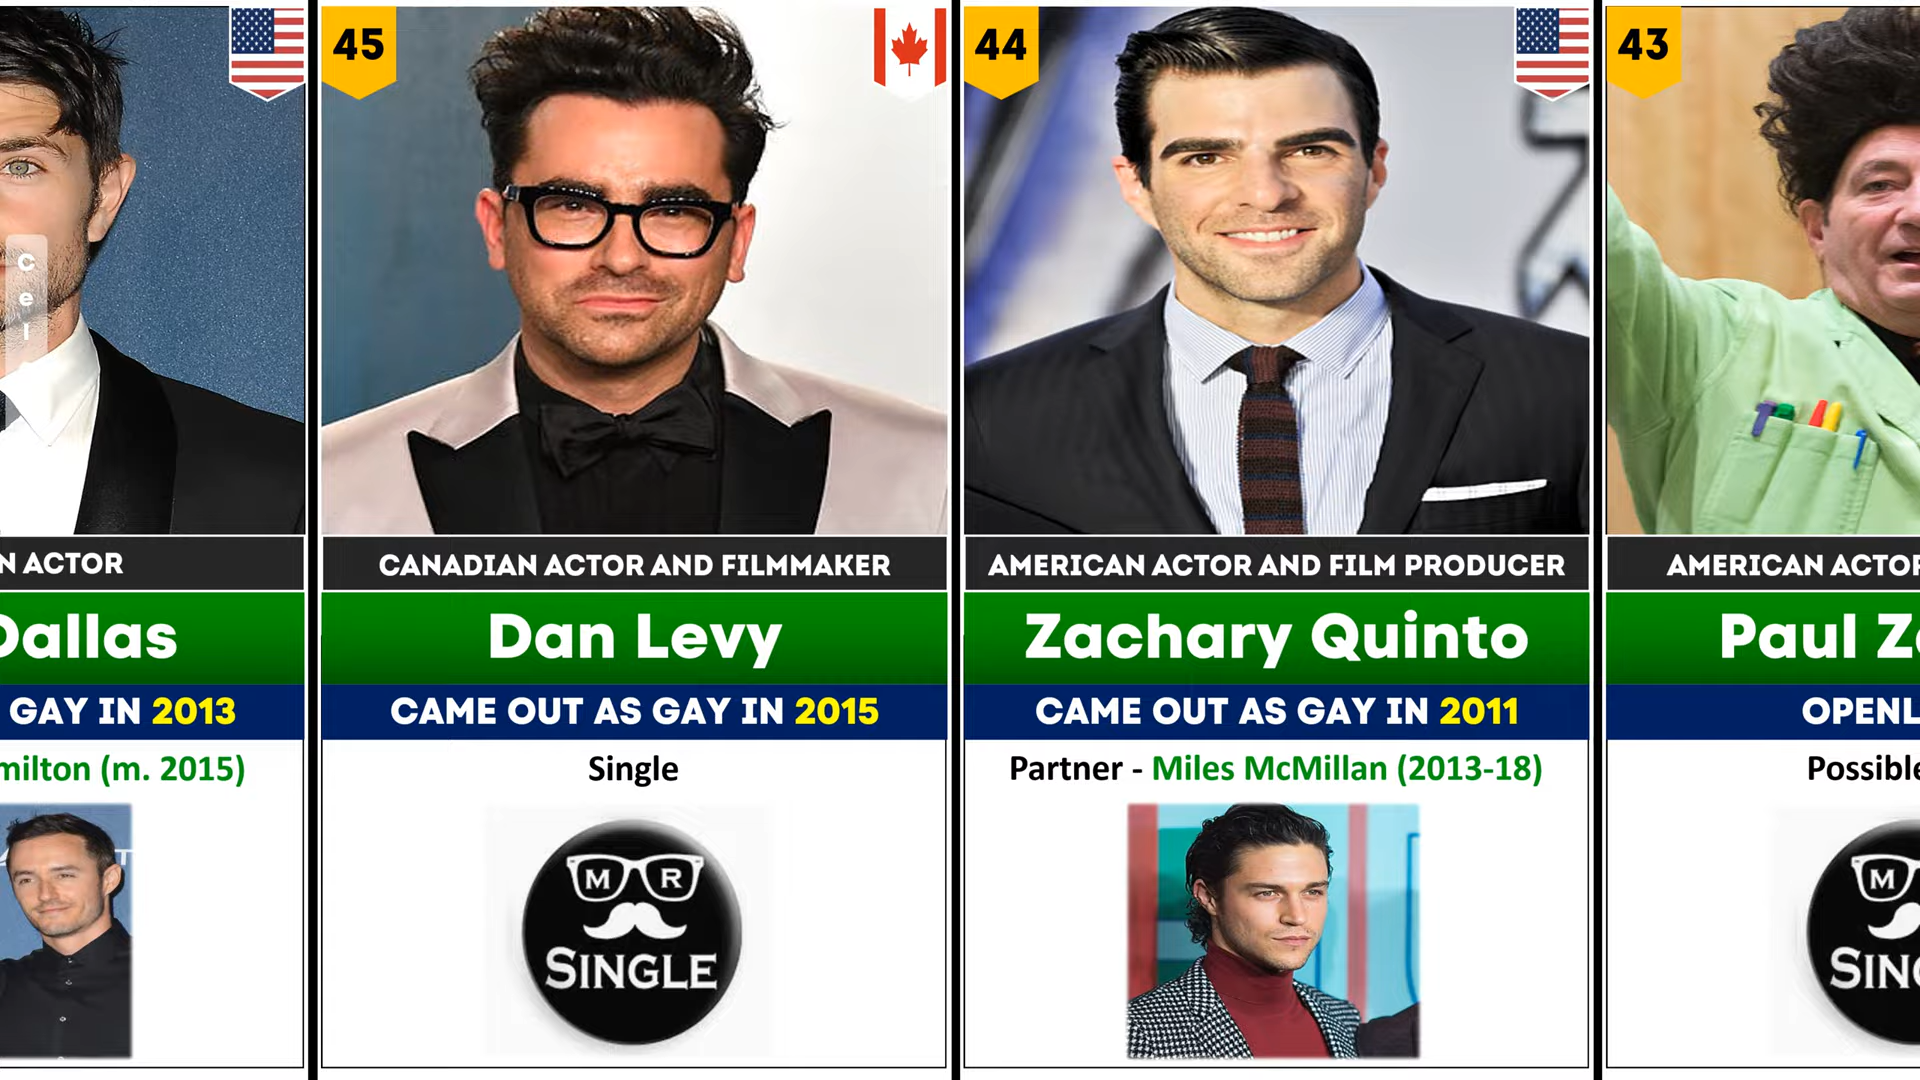 C
e
l
N ACTOR
Dallas
GAY IN 2013
milton (m. 2015)
45
CANADIAN ACTOR AND FILMMAKER
Dan Levy
CAME OUT AS GAY IN 2015
Single
M R
SINGLE
44
AMERICAN ACTOR AND FILM PRODUCER
Zachary Quinto
CAME OUT AS GAY IN 2011
Partner - Miles McMillan (2013-18)
43
AMERICAN ACTOR
Paul Z
OPENL
Possible
M
SING